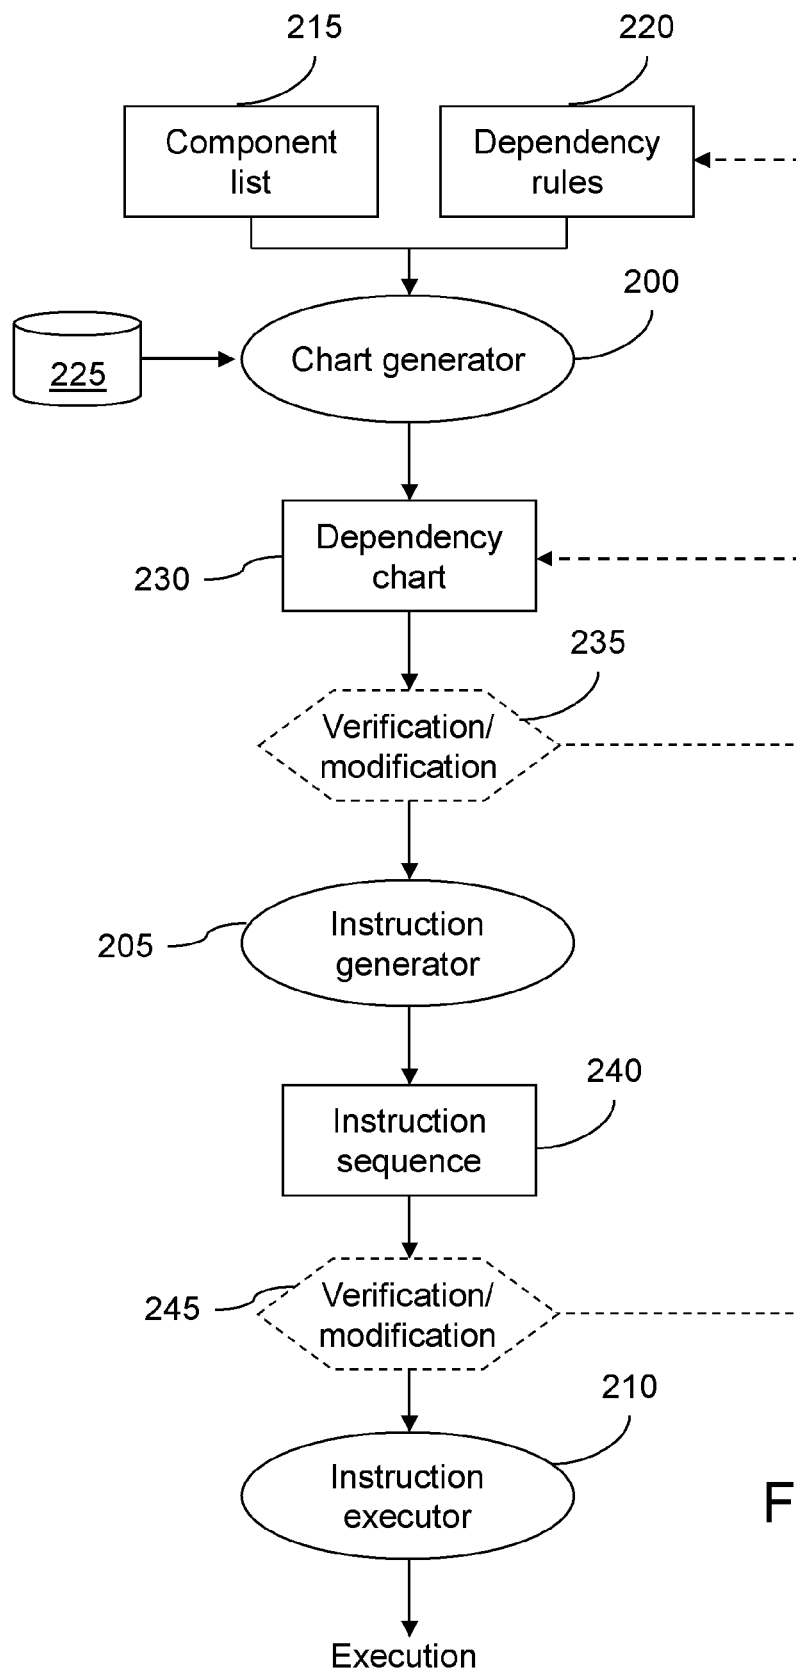 215
220
Component
list
Dependency
rules
200
225
Chart generator
Dependency
chart
230
235
Verification/
modification
205
Instruction
generator
240
Instruction
sequence
245
Verification/
modification
210
Instruction
executor
F
Execution